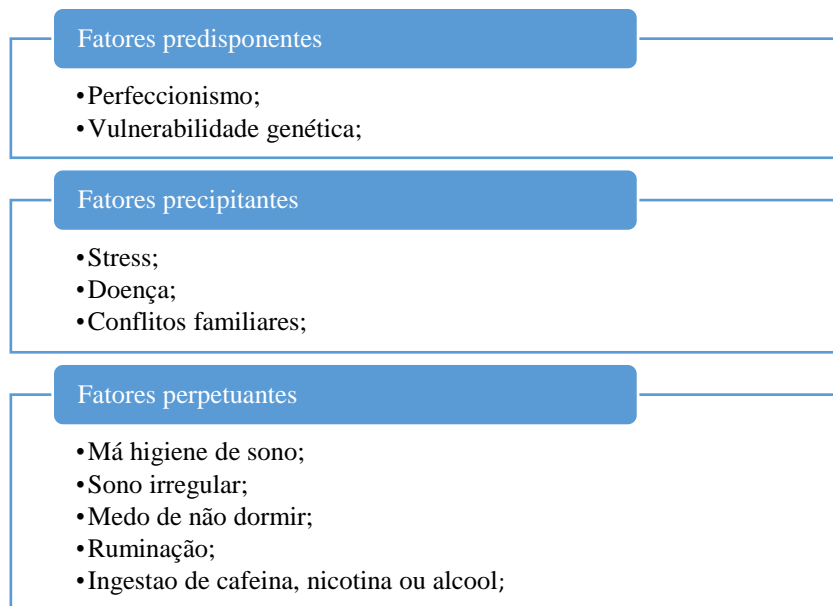 Fatores predisponentes
•Perfeccionismo;
•Vulnerabilidade genética;
Fatores precipitantes
•Stress;
•Doença;
•Conflitos familiares;
Fatores perpetuantes
•Má higiene de sono;
•Sono irregular;
•Medo de não dormir;
•Ruminação;
•Ingestao de cafeina, nicotina ou alcool;